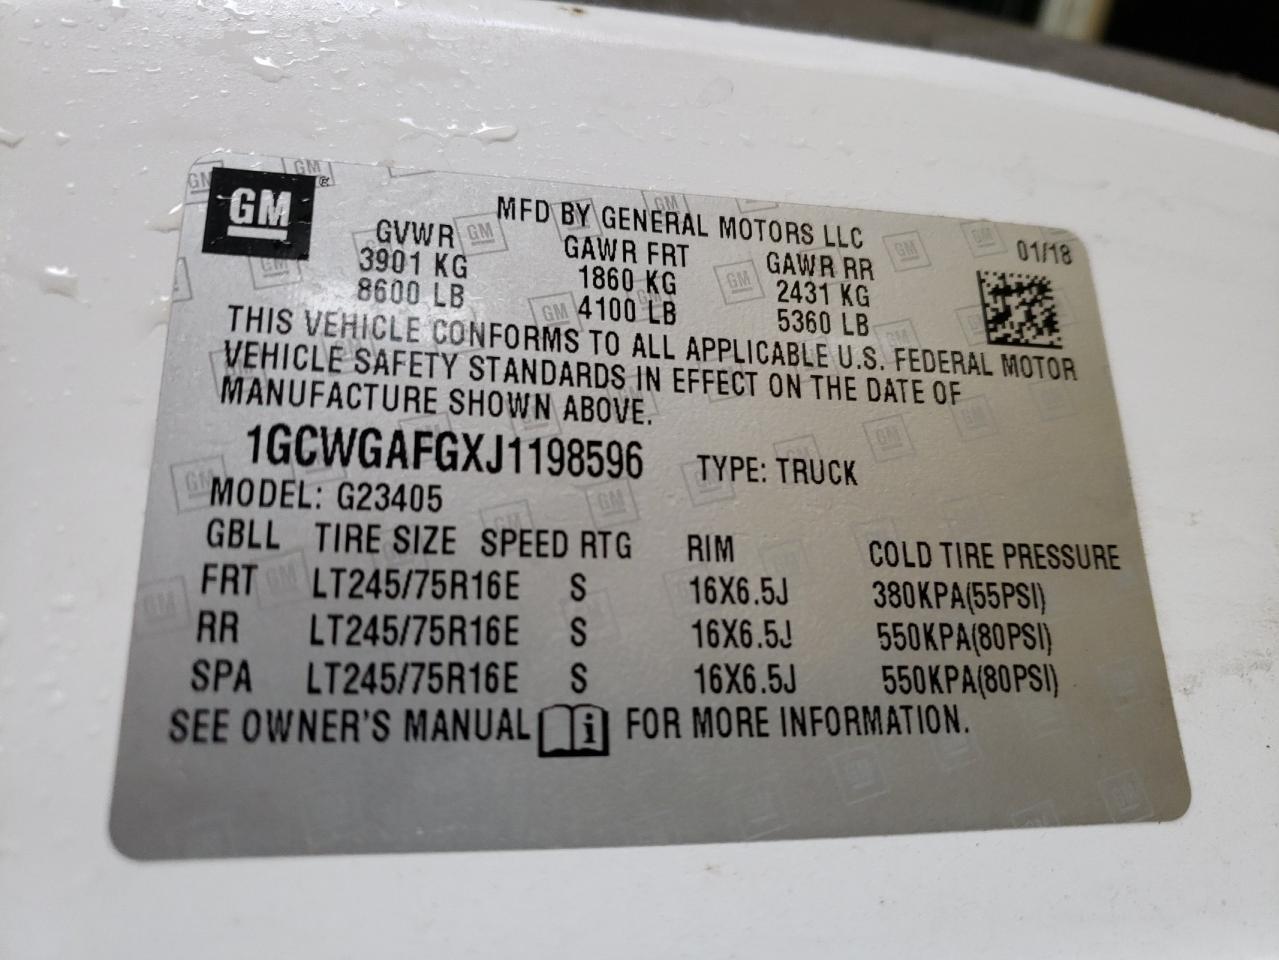 GM
MFD BY GENERAL MOTORS LLC
01/18
GVWR GAWR FRT GAWR RR
3901 KG 1860 KG 2431 KG
8600 LB 4100 LB 5360 LB
THIS VEHICLE CONFORMS TO ALL APPLICABLE U.S. FEDERAL MOTOR
VEHICLE SAFETY STANDARDS IN EFFECT ON THE DATE OF
MANUFACTURE SHOWN ABOVE.
1GCWGAFGXJ1198596 TYPE: TRUCK
MODEL: G23405
GBLL TIRE SIZE SPEED RTG RIM COLD TIRE PRESSURE
FRT LT245/75R16E S 16X6.5J 380KPA(55PSI)
RR LT245/75R16E S 16X6.5J 550KPA(80PSI)
SPA LT245/75R16E S 16X6.5J 550KPA(80PSI)
SEE OWNER'S MANUAL i FOR MORE INFORMATION.